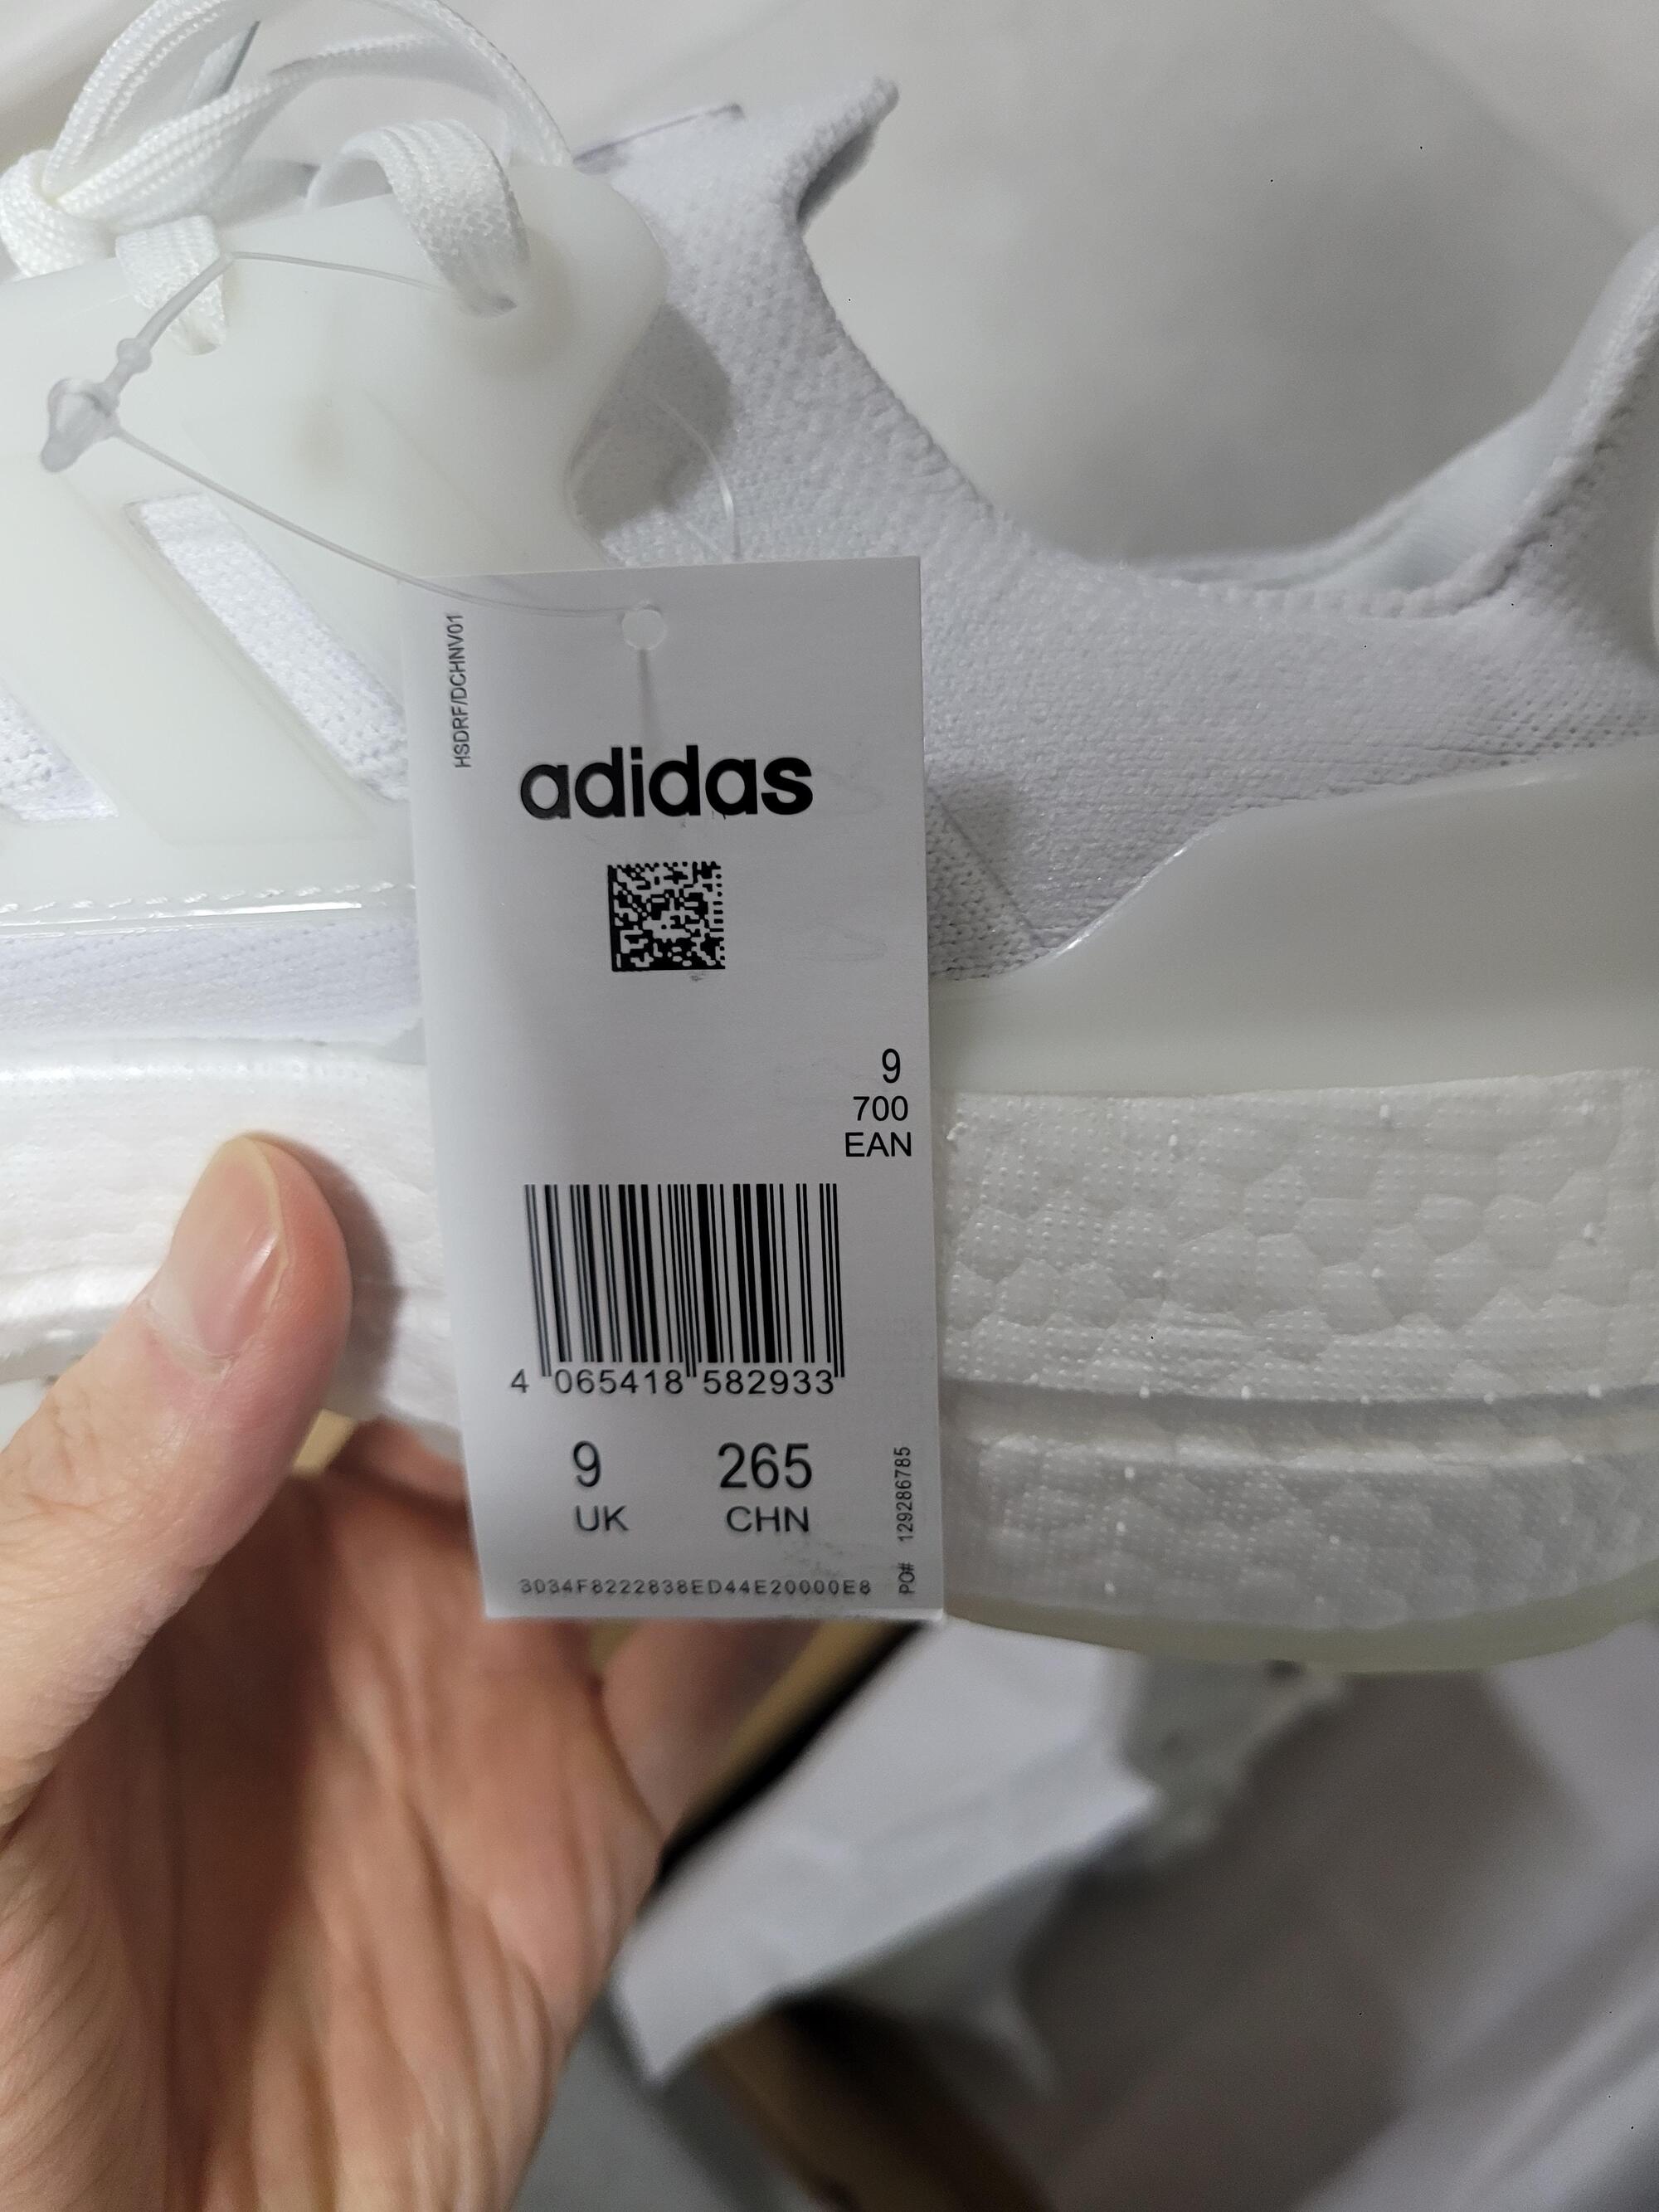 HSDRF/DCHNV01
adidas
9
700
EAN
4 065418 582933
9 265
UK CHN
PO# 129286785
3034F8222838ED44E20000E8